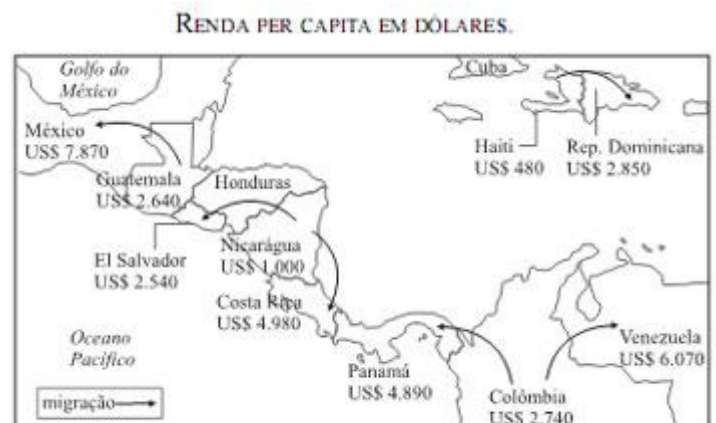 RENDA PER CAPITA EM DÓLARES.
Golfo do
México
Cuba
México
US$ 7.870
Haiti
US$ 480
Rep. Dominicana
US$ 2.850
Guatemala
US$ 2.640
Honduras
El Salvador
US$ 2.540
Nicarágua
US$ 1.000
Costa Rica
US$ 4.980
Oceano
Pacífico
Venezuela
US$ 6.070
Panamá
US$ 4.890
Colômbia
US$ 2.740
migração